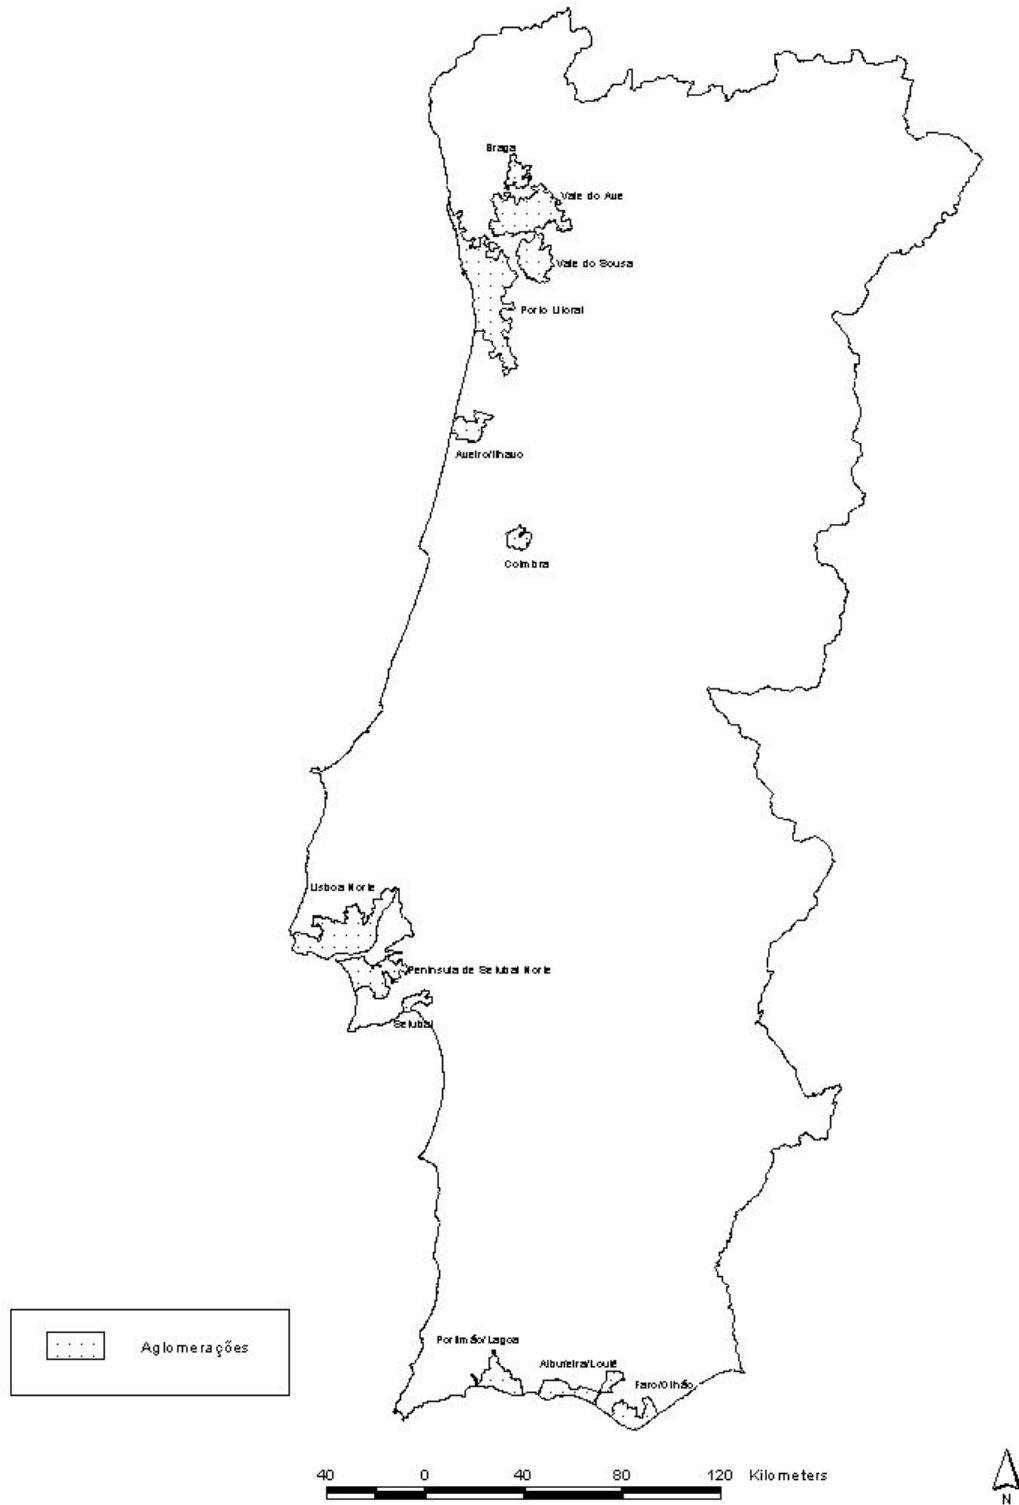 Braga
Vale do Ave
Vale do Sousa
Porto Litoral
Aveiro/Ilhavo
Coimbra
Lisboa Norte
Península de Setubal Norte
Setubal
Portimão/Lagoa
Albufeira/Loulé
Faro/Olhão
Aglomerações
40 0 40 80 120 Kilometers
N